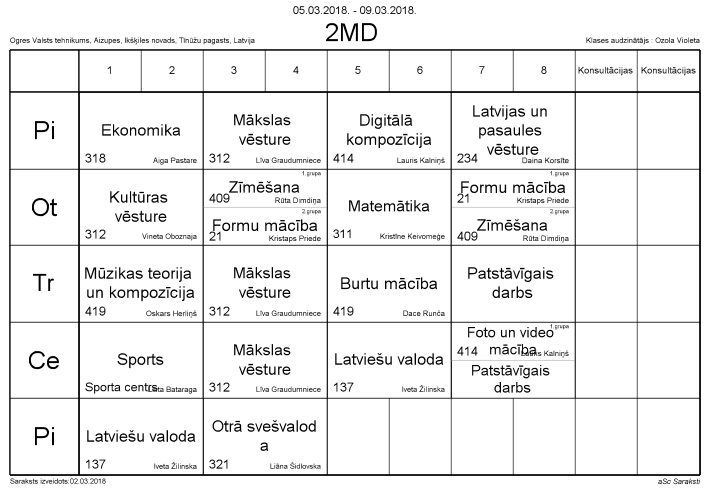 05.03.2018. - 09.03.2018.
Ogres Valsts tehnikums, Aizupes, Ikšķiles novads, Tīnūžu pagasts, Latvija
2MD
Klases audzinātājs : Ozola Violeta
1 2 3 4 5 6 7 8 Konsultācijas Konsultācijas
Pi
Ekonomika
318 Aiga Pastare
Mākslas
vēsture
312 Līva Graudumniece
Digitālā
kompozīcija
414 Lauris Kalniņš
Latvijas un
pasaules
vēsture
234 Daina Korsīte
Ot
Kultūras
vēsture
312 Vineta Oboznaja
1.grupa
Zīmēšana
409 Rūta Dimdiņa
2.grupa
Formu mācība
21 Kristaps Priede
Matemātika
311 Kristīne Keivomeģe
1.grupa
Formu mācība
21 Kristaps Priede
2.grupa
Zīmēšana
409 Rūta Dimdiņa
Tr
Mūzikas teorija
un kompozīcija
419 Oskars Herliņš
Mākslas
vēsture
312 Līva Graudumniece
Burtu mācība
419 Dace Runča
Patstāvīgais
darbs
Ce
Sports
Sporta centrs Bataraga
Mākslas
vēsture
312 Līva Graudumniece
Latviešu valoda
137 Iveta Žilinska
1.grupa
Foto un video
mācība
414 Lauris Kalniņš
Patstāvīgais
darbs
Pi
Latviešu valoda
137 Iveta Žilinska
Otrā svešvalod
a
321 Liāna Šidlovska
Saraksts izveidots:02.03.2018
aSc Saraksti